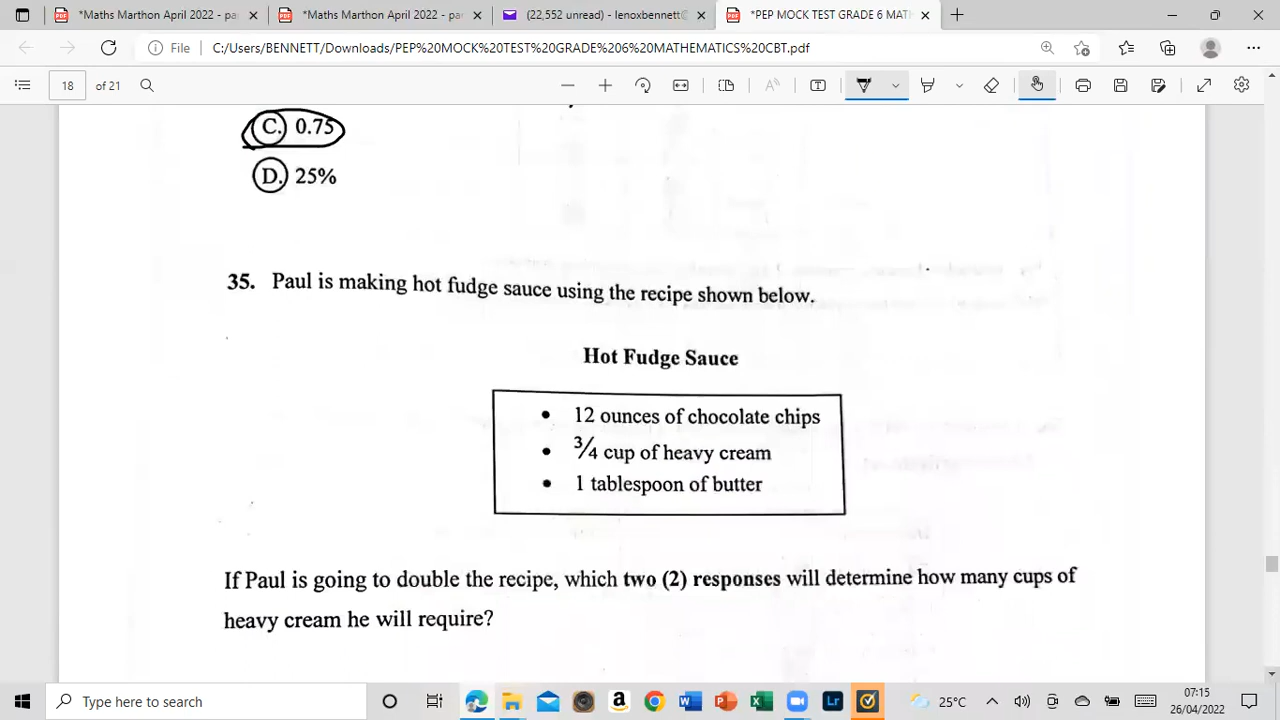 *Maths Marthon April 2022 - P
*Maths Marthon April 2022 - P
(22,552 unread) - lenoxbennett@
*PEP MOCK TEST GRADE 6 MATH
File
C:/Users/BENNETT/Downloads/PEP%20MOCK%20TEST%20GRADE%206%20MATHEMATICS%20CBT.pdf
18 of 21
C. 0.75
D. 25%
35. Paul is making hot fudge sauce using the recipe shown below.
Hot Fudge Sauce
• 12 ounces of chocolate chips
• ¾ cup of heavy cream
• 1 tablespoon of butter
If Paul is going to double the recipe, which two (2) responses will determine how many cups of
heavy cream he will require?
Type here to search
25°C
07:15
26/04/2022